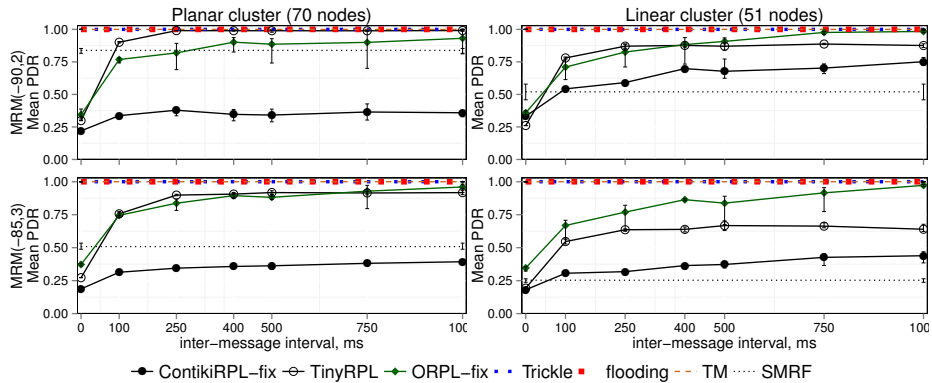 Planar cluster (70 nodes)
Linear cluster (51 nodes)
MRM(-90,2)
Mean PDR
1.00
0.75
0.50
0.25
0.00
1.00
0.75
0.50
0.25
0.00
MRM(-85,3)
Mean PDR
1.00
0.75
0.50
0.25
0.00
1.00
0.75
0.50
0.25
0.00
0 100 250 400 500 750 100
0 100 250 400 500 750 100
inter-message interval, ms
inter-message interval, ms
ContikiRPL-fix TinyRPL ORPL-fix Trickle flooding TM SMRF